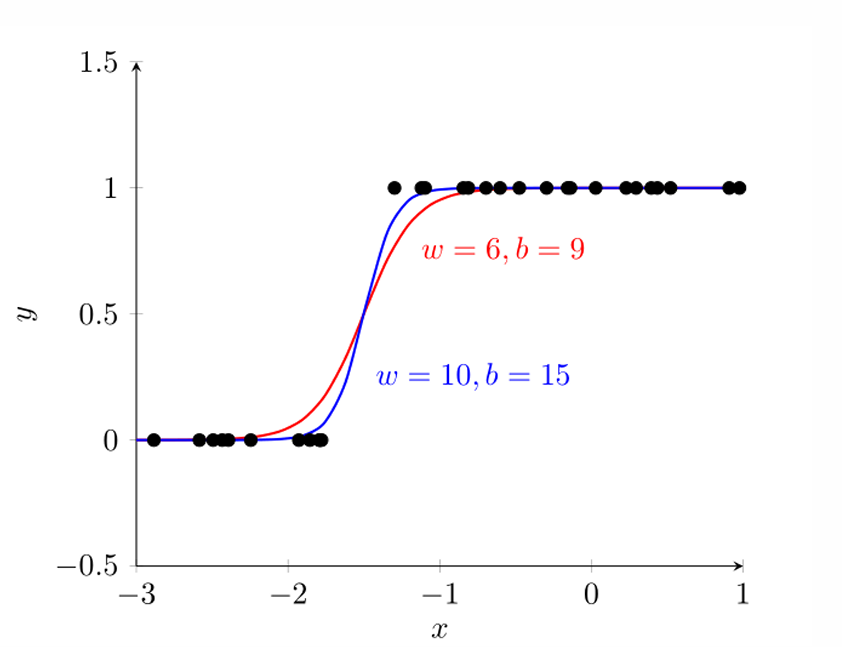 1.5
1
0.5
0
−0.5
y
w = 6, b = 9
w = 10, b = 15
−3 −2 −1 0 1
x